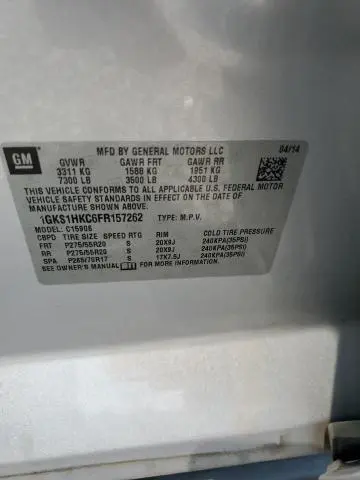 GM
MFD BY GENERAL MOTORS LLC 04/14
GVWR GAWR FRT GAWR RR
3311 KG 1588 KG 1951 KG
7300 LB 3500 LB 4300 LB
THIS VEHICLE CONFORMS TO ALL APPLICABLE U.S. FEDERAL MOTOR
VEHICLE SAFETY STANDARDS IN EFFECT ON THE DATE OF
MANUFACTURE SHOWN ABOVE.
1GKS1HKC6FR157262 TYPE: M.P.V.
MODEL: C15906
CBPD TIRE SIZE SPEED RTG RIM COLD TIRE PRESSURE
FRT P275/55R20 S 20X9J 240KPA(35PSI)
RR P275/55R20 S 20X9J 240KPA(35PSI)
SP P265/70R17 S 17X7.5J 240KPA(35PSI)
SEE OWNER'S MANUAL FOR MORE INFORMATION.